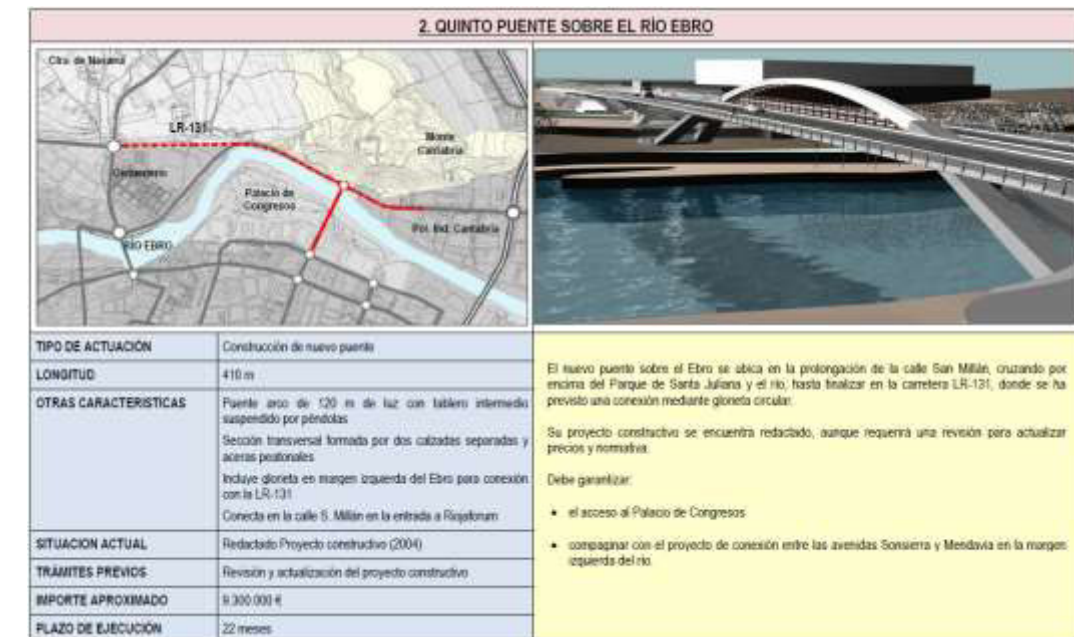 2. QUINTO PUENTE SOBRE EL RÍO EBRO
LR-131
Monte
Cantabria
Cementerio
Palacio de
Congresos
Pol. Ind. Cantabria
RÍO EBRO
TIPO DE ACTUACIÓN
Construcción de nuevo puente
LONGITUD
410 m
OTRAS CARACTERISTICAS
Puente arco de 120 m de luz con tablero intermedio
suspendido por péndolas
Sección transversal formada por dos calzadas separadas y
aceras peatonales
Incluye glorieta en margen izquierda del Ebro para conexión
con la LR-131
Conecta en la calle S. Millán en la entrada a Riojaforum
SITUACION ACTUAL
Redactado Proyecto constructivo (2004)
TRÁMITES PREVIOS
Revisión y actualización del proyecto constructivo
IMPORTE APROXIMADO
9.300.000 €
PLAZO DE EJECUCIÓN
22 meses
El nuevo puente sobre el Ebro se ubica en la prolongación de la calle San Millán, cruzando por
encima del Parque de Santa Juliana y el río, hasta finalizar en la carretera LR-131, donde se ha
previsto una conexión mediante glorieta circular.
Su proyecto constructivo se encuentra redactado, aunque requerirá una revisión para actualizar
precios y normativa.
Debe garantizar:
• el acceso al Palacio de Congresos
• compaginar con el proyecto de conexión entre las avenidas Sonsierra y Mendavia en la margen
izquierda del río.